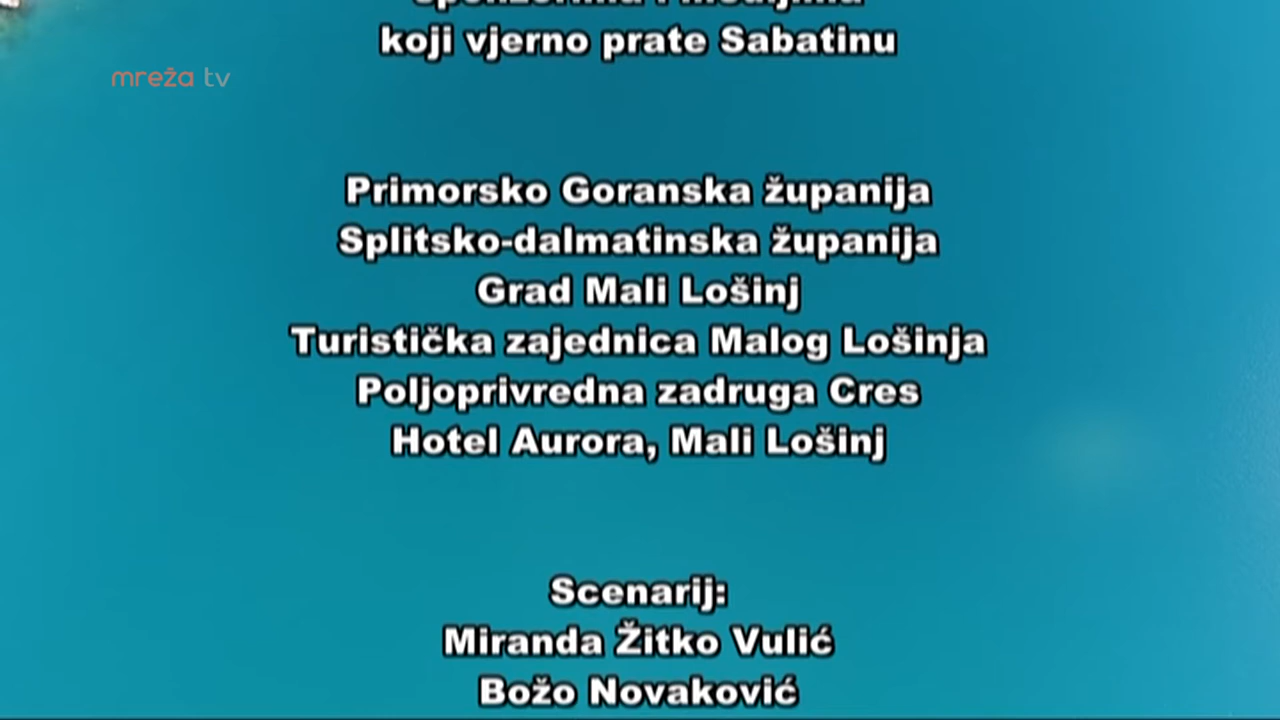 koji vjerno prate Sabatinu
mreža tv
Primorsko Goranska županija
Splitsko-dalmatinska županija
Grad Mali Lošinj
Turistička zajednica Malog Lošinja
Poljoprivredna zadruga Cres
Hotel Aurora, Mali Lošinj
Scenarij:
Miranda Žitko Vulić
Božo Novaković